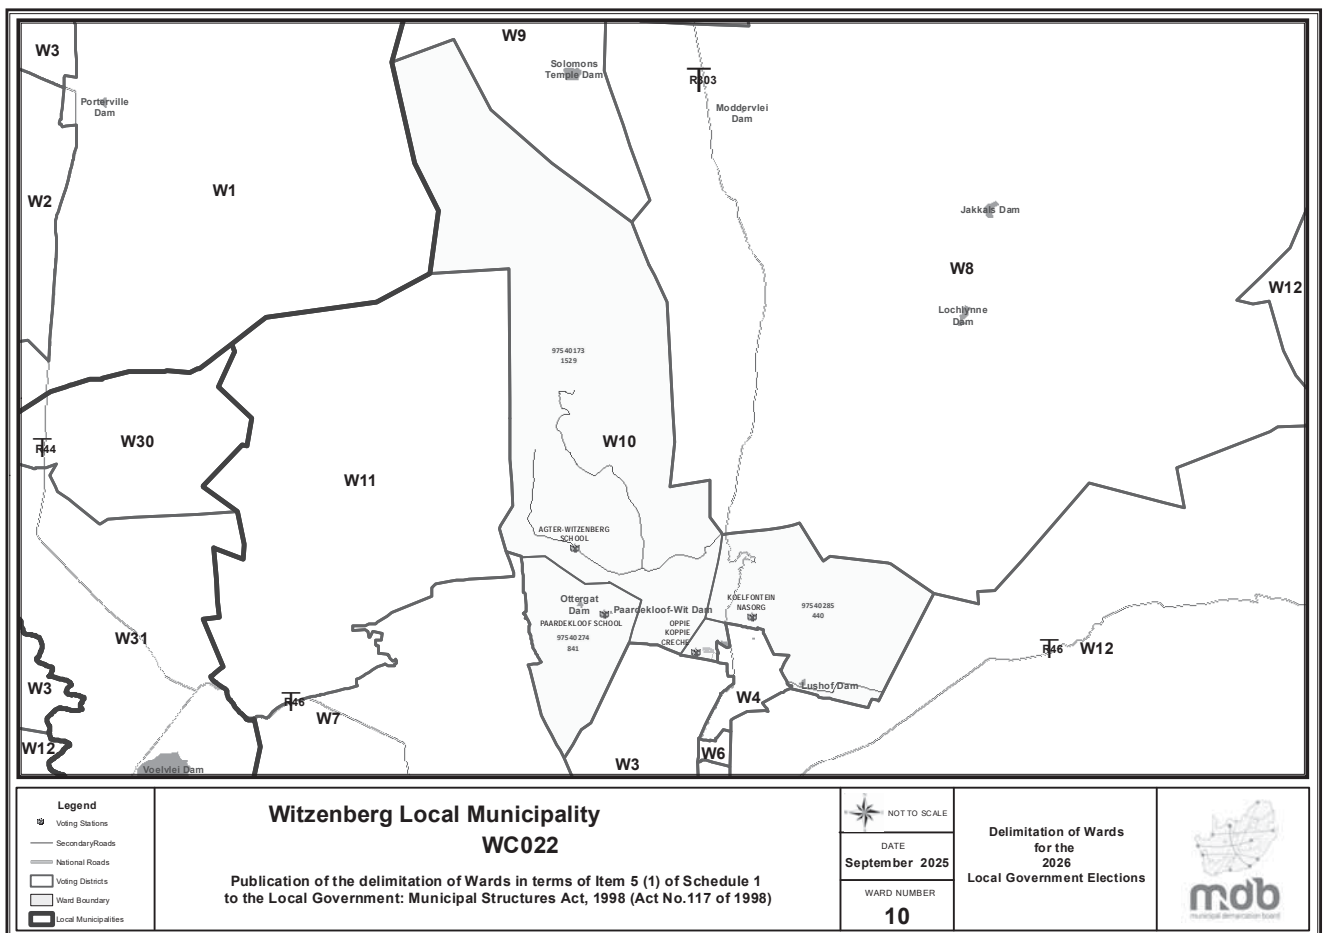 W3
W9
Solomons
Temple Dam
R303
Porterville
Dam
Moddervlei
Dam
W1
W2
Jakkals Dam
W8
W12
Lochlynne
Dam
97540173
1529
W30
W10
R44
W11
AGTER-WITZENBERG
SCHOOL
Ottergat
Dam
Paardekloof-Wit Dam
PAARDEKLOOF SCHOOL
97540274
841
OPPIE
KOPPIE
CRECHE
KOELFONTEIN
NASORG
97540285
440
W31
R46
W12
W3
Lushof Dam
W4
R46
W7
W12
W6
W3
Voelvlei Dam
Legend
Voting Stations
SecondaryRoads
National Roads
Voting Districts
Ward Boundary
Local Municipalities
Witzenberg Local Municipality
WC022
Publication of the delimitation of Wards in terms of Item 5 (1) of Schedule 1
to the Local Government: Municipal Structures Act, 1998 (Act No.117 of 1998)
NOT TO SCALE
DATE
September 2025
WARD NUMBER
10
Delimitation of Wards
for the
2026
Local Government Elections
mdb
municipal demarcation board